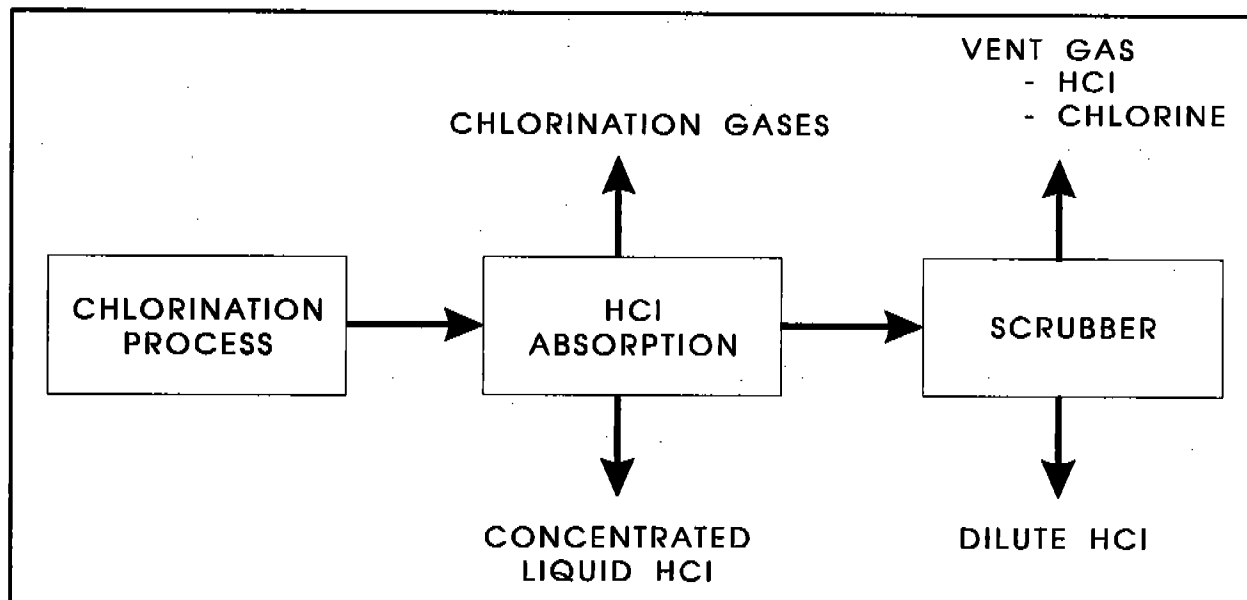 VENT GAS
- HCl
- CHLORINE
CHLORINATION GASES
CHLORINATION
PROCESS
HCl
ABSORPTION
SCRUBBER
CONCENTRATED
LIQUID HCl
DILUTE HCl